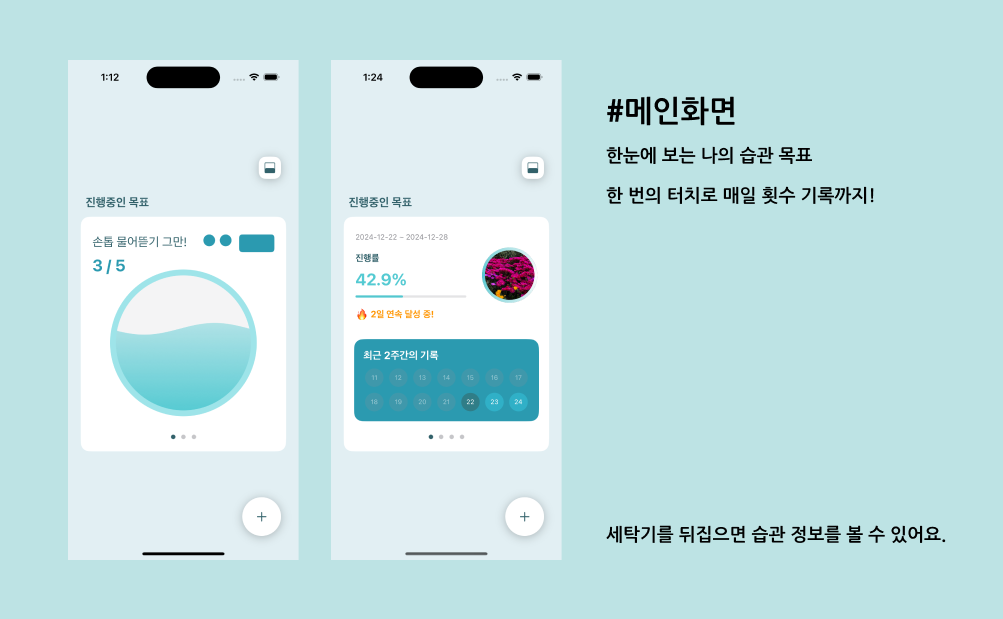 1:12
진행중인 목표
손톱 물어뜯기 그만!
3 / 5
1:24
진행중인 목표
2024-12-22 ~ 2024-12-28
진행률
42.9%
🔥 2일 연속 달성 중!
최근 2주간의 기록
11 12 13 14 15 16 17
18 19 20 21 22 23 24
#메인화면
한눈에 보는 나의 습관 목표
한 번의 터치로 매일 횟수 기록까지!
세탁기를 뒤집으면 습관 정보를 볼 수 있어요.